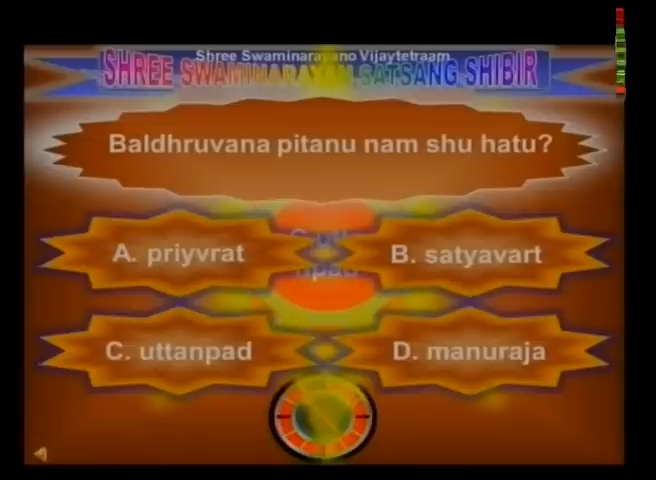 Shree Swaminarayano Vijaytetraam
SHREE SWAMINARAYAN SATSANG SHIBIR
Baldhruvana pitanu nam shu hatu?
A. priyvrat
B. satyavart
C. uttanpad
D. manuraja